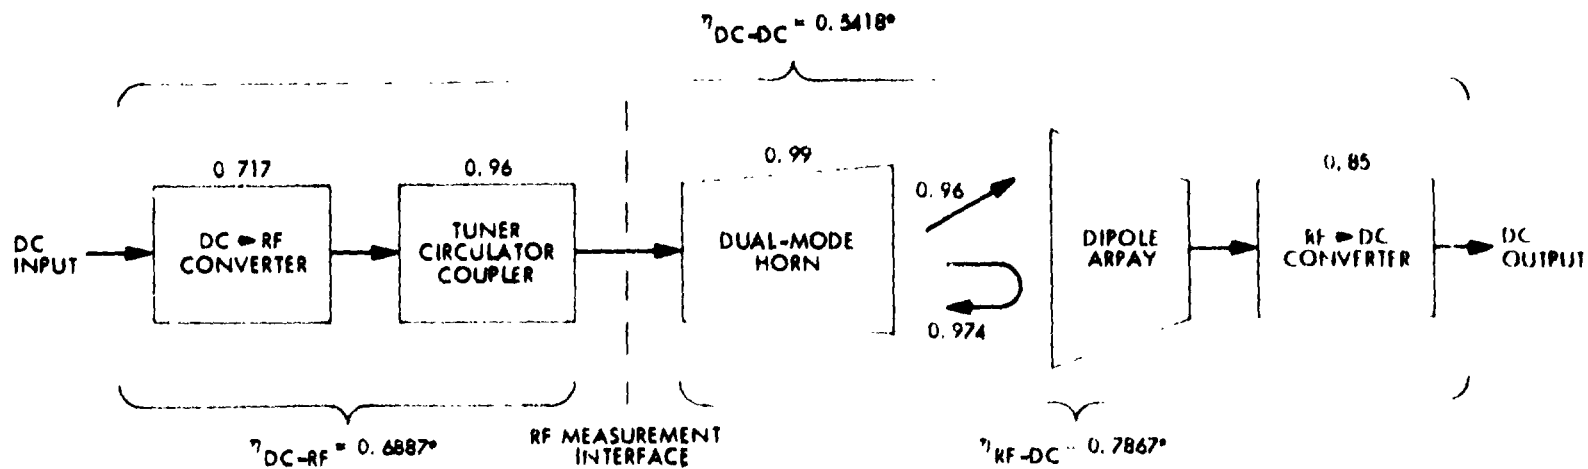 ηDC-DC = 0.5418*
0.717
0.96
0.99
0.96
0.974
0.85
DC INPUT
DC ► RF
CONVERTER
TUNER
CIRCULATOR
COUPLER
DUAL-MODE
HORN
DIPOLE
ARRAY
RF ► DC
CONVERTER
DC
OUTPUT
ηDC-RF = 0.6887*
RF MEASUREMENT
INTERFACE
ηRF-DC = 0.7867*